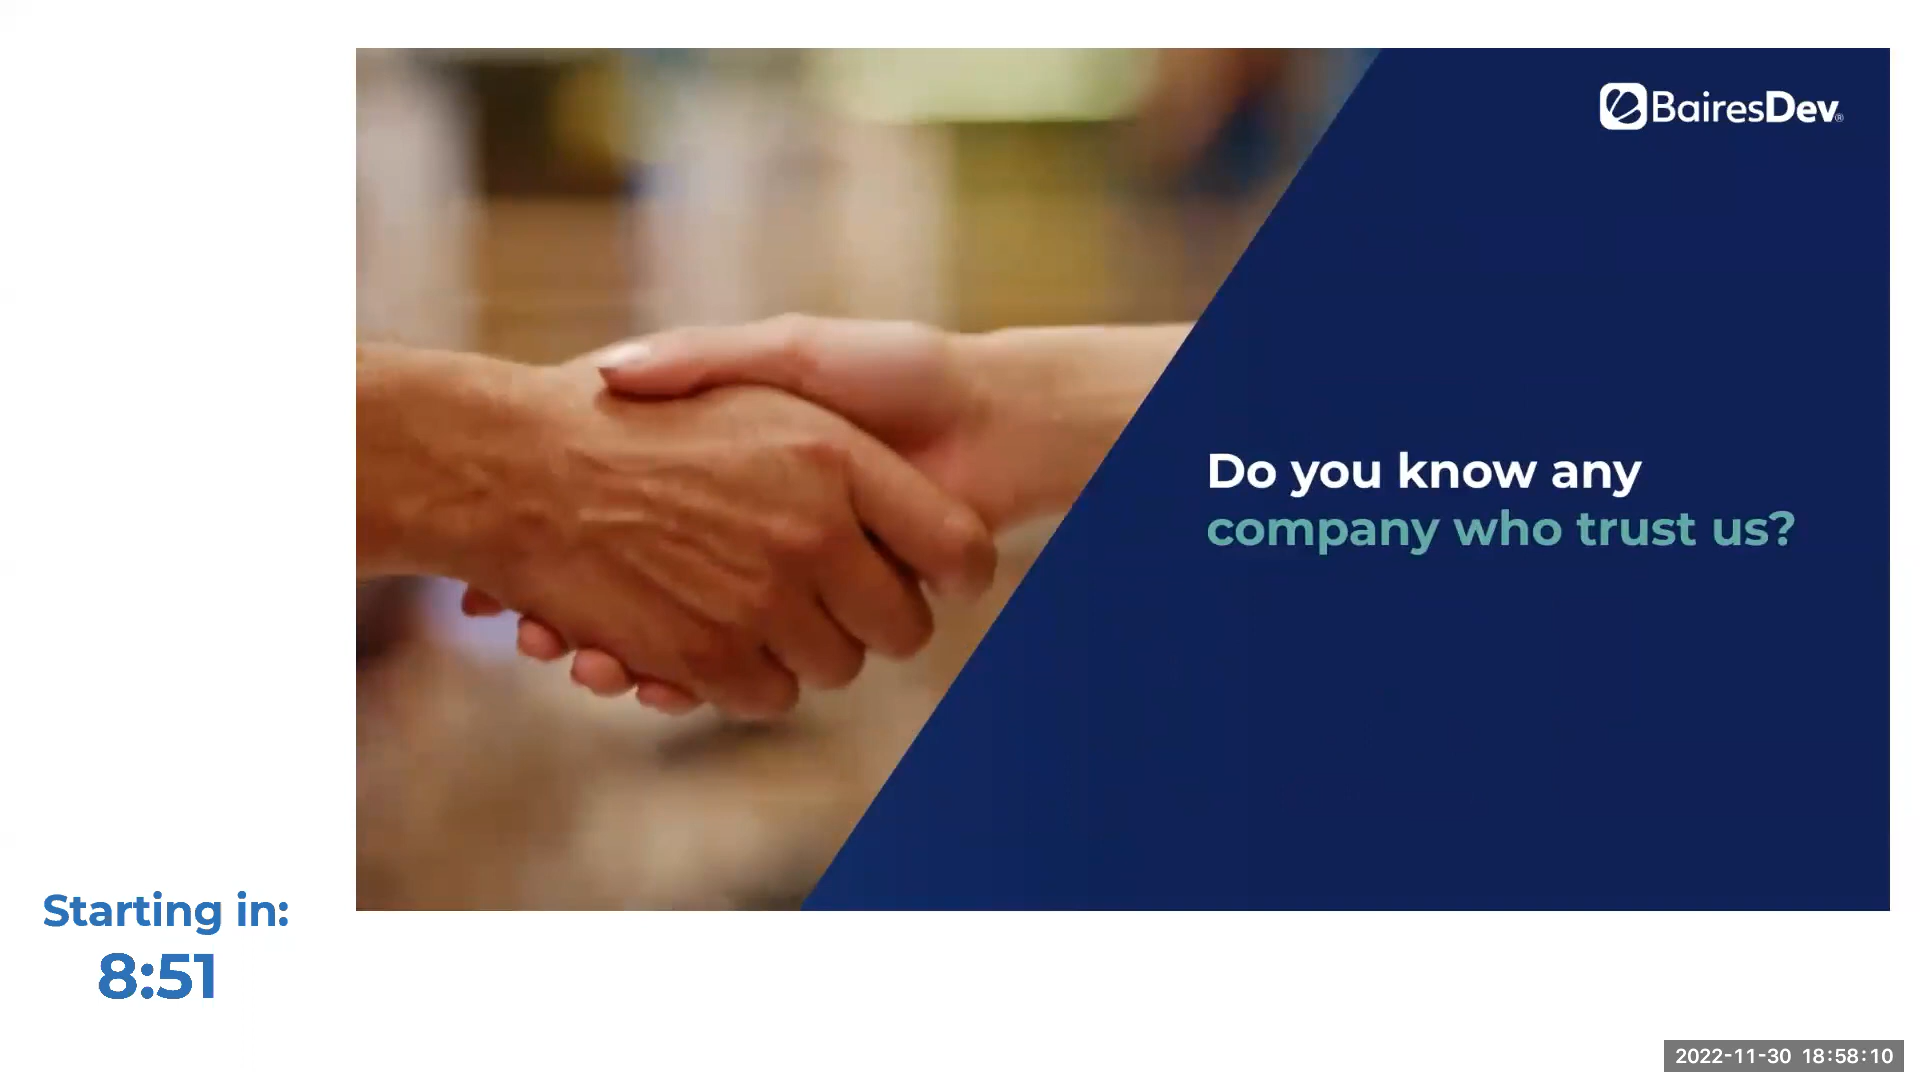 BairesDev®
Do you know any
company who trust us?
Starting in:
8:51
2022-11-30 18:58:10